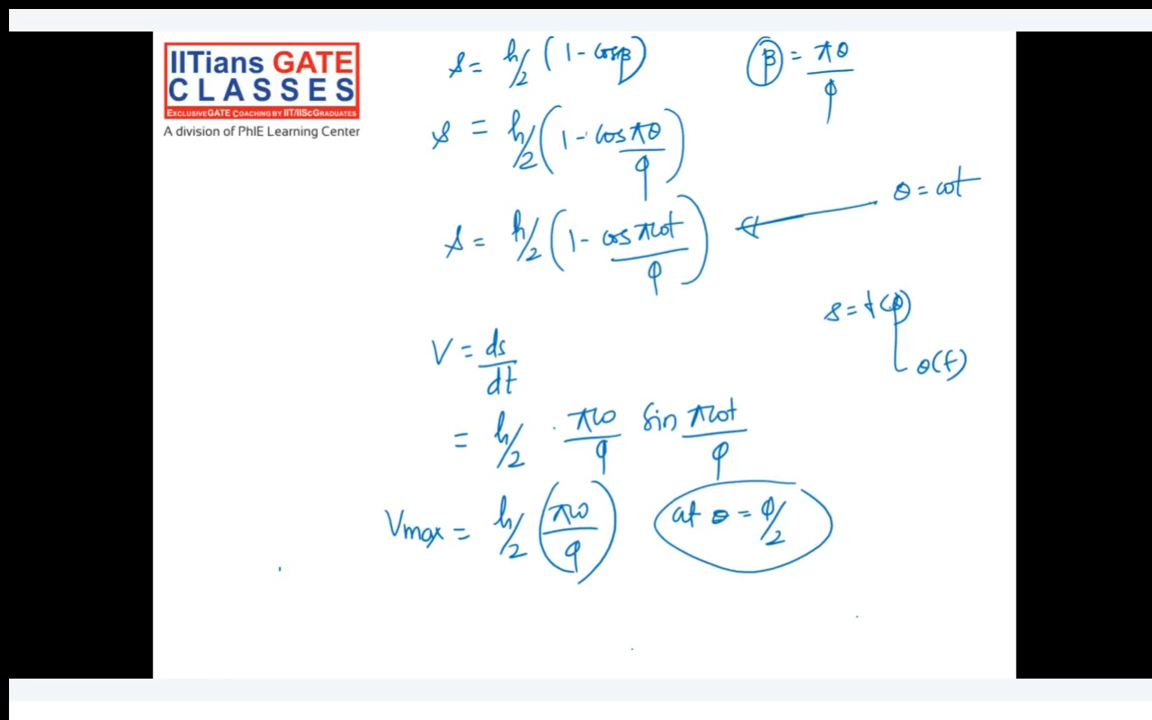 IITians GATE
CLASSES
EXCLUSIVE GATE COACHING BY IIT/IISC GRADUATES
A division of PhIE Learning Center
s = h/2 (1 - cosβ)
β = πθ/φ
s = h/2 (1 - cos πθ/φ)
θ = ωt
s = h/2 (1 - cos πωt/φ)
s = f(φ)
θ(t)
V = ds/dt
= h/2 · πω/φ sin πωt/φ
Vmax = h/2 (πω/φ) at θ = φ/2